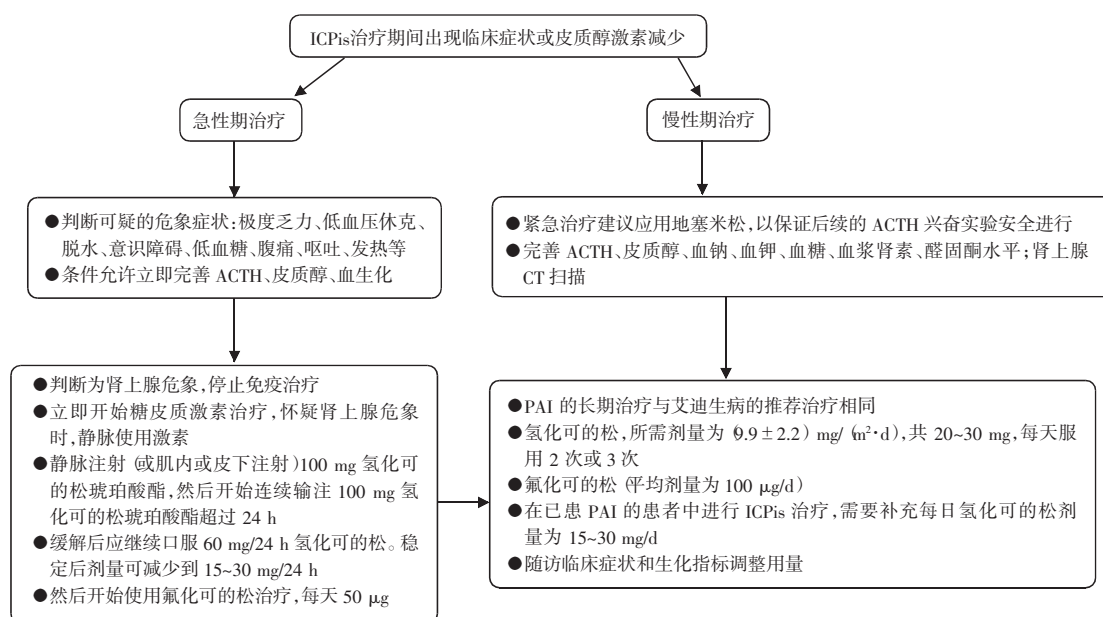 ICPis治疗期间出现临床症状或皮质醇激素减少
急性期治疗
慢性期治疗
●判断可疑的危象症状:极度乏力、低血压休克、
脱水、意识障碍、低血糖、腹痛、呕吐、发热等
●条件允许立即完善 ACTH、皮质醇、血生化
●紧急治疗建议应用地塞米松,以保证后续的 ACTH 兴奋实验安全进行
●完善 ACTH、皮质醇、血钠、血钾、血糖、血浆肾素、醛固酮水平;肾上腺
CT 扫描
●判断为肾上腺危象,停止免疫治疗
●立即开始糖皮质激素治疗,怀疑肾上腺危象
时,静脉使用激素
●静脉注射(或肌内或皮下注射)100 mg 氢化可
的松琥珀酸酯,然后开始连续输注 100 mg 氢
化可的松琥珀酸酯超过 24 h
●缓解后应继续口服 60 mg/24 h 氢化可的松。稳
定后剂量可减少到 15~30 mg/24 h
●然后开始使用氟化可的松治疗,每天 50 μg
●PAI 的长期治疗与艾迪生病的推荐治疗相同
●氢化可的松,所需剂量为(9.9±2.2) mg/(m²·d),共 20~30 mg,每天服
用 2 次或 3 次
●氟化可的松(平均剂量为 100 μg/d)
●在已患 PAI 的患者中进行 ICPis 治疗,需要补充每日氢化可的松剂
量为 15~30 mg/d
●随访临床症状和生化指标调整用量